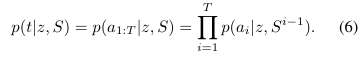 p(t|z, S) = p(a_{1:T}|z, S) = \prod_{i=1}^{T} p(a_i|z, S^{i-1}). (6)